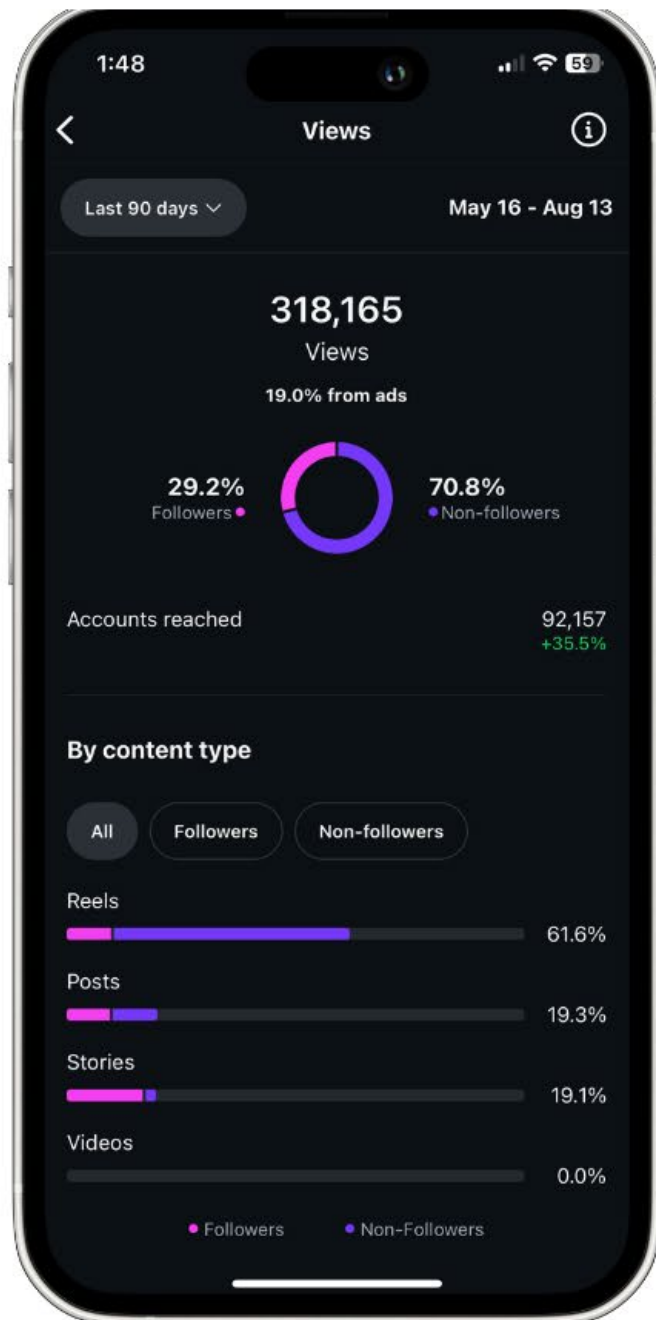 1:48
59
Views
Last 90 days
May 16 - Aug 13
318,165
Views
19.0% from ads
29.2%
Followers
70.8%
Non-followers
Accounts reached
92,157
+35.5%
By content type
All
Followers
Non-followers
Reels
61.6%
Posts
19.3%
Stories
19.1%
Videos
0.0%
Followers
Non-Followers